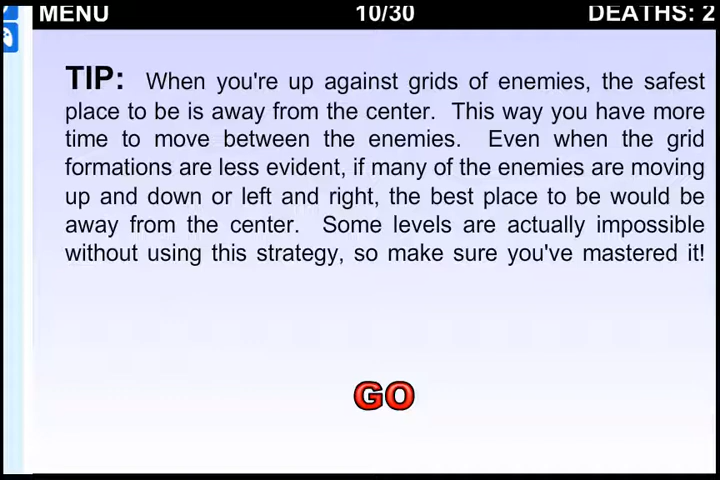 MENU 10/30 DEATHS: 2
TIP: When you're up against grids of enemies, the safest
place to be is away from the center. This way you have more
time to move between the enemies. Even when the grid
formations are less evident, if many of the enemies are moving
up and down or left and right, the best place to be would be
away from the center. Some levels are actually impossible
without using this strategy, so make sure you've mastered it!
GO